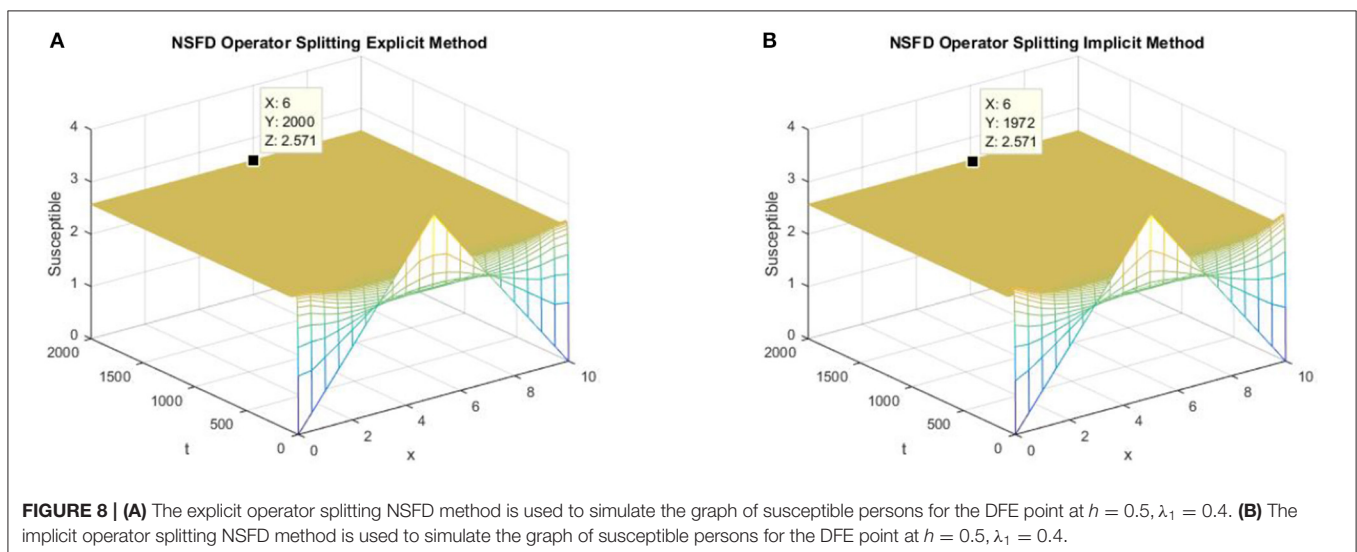 A
NSFD Operator Splitting Explicit Method
X: 6
Y: 2000
Z: 2.571
4
3
2
1
0
Susceptible
2000
1500
1000
500
0
t
0
2
4
6
8
10
x
B
NSFD Operator Splitting Implicit Method
X: 6
Y: 1972
Z: 2.571
4
3
2
1
0
Susceptible
2000
1500
1000
500
0
t
0
2
4
6
8
10
x
FIGURE 8 | (A) The explicit operator splitting NSFD method is used to simulate the graph of susceptible persons for the DFE point at h = 0.5, λ₁ = 0.4. (B) The
implicit operator splitting NSFD method is used to simulate the graph of susceptible persons for the DFE point at h = 0.5, λ₁ = 0.4.